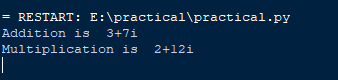 = RESTART: E:\practical\practical.py
Addition is  3+7i
Multiplication is  2+12i